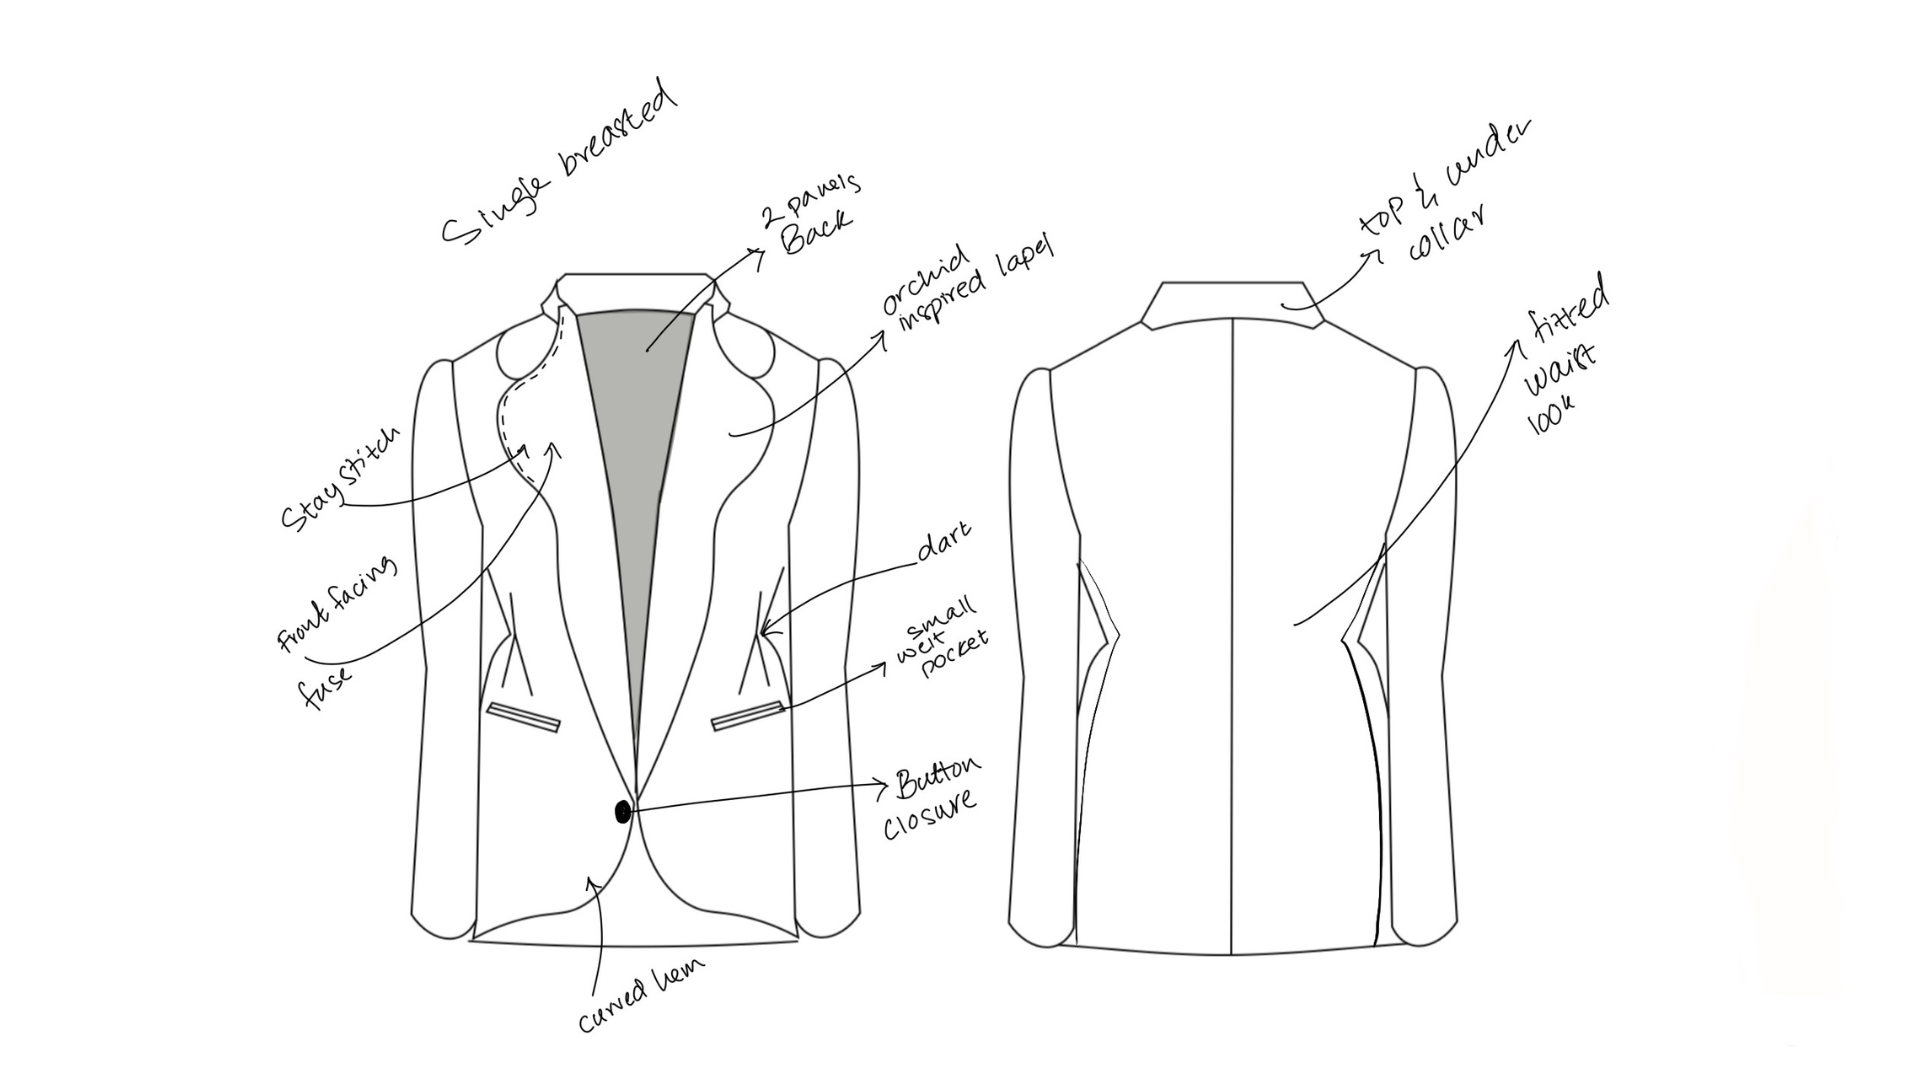 Single breasted
2 panels
Back
orchid
inspired lapel
Stay stitch
Front facing
fuse
dart
small
welt
pocket
Button
closure
curved hem
top & under
collar
fitted
waist
look